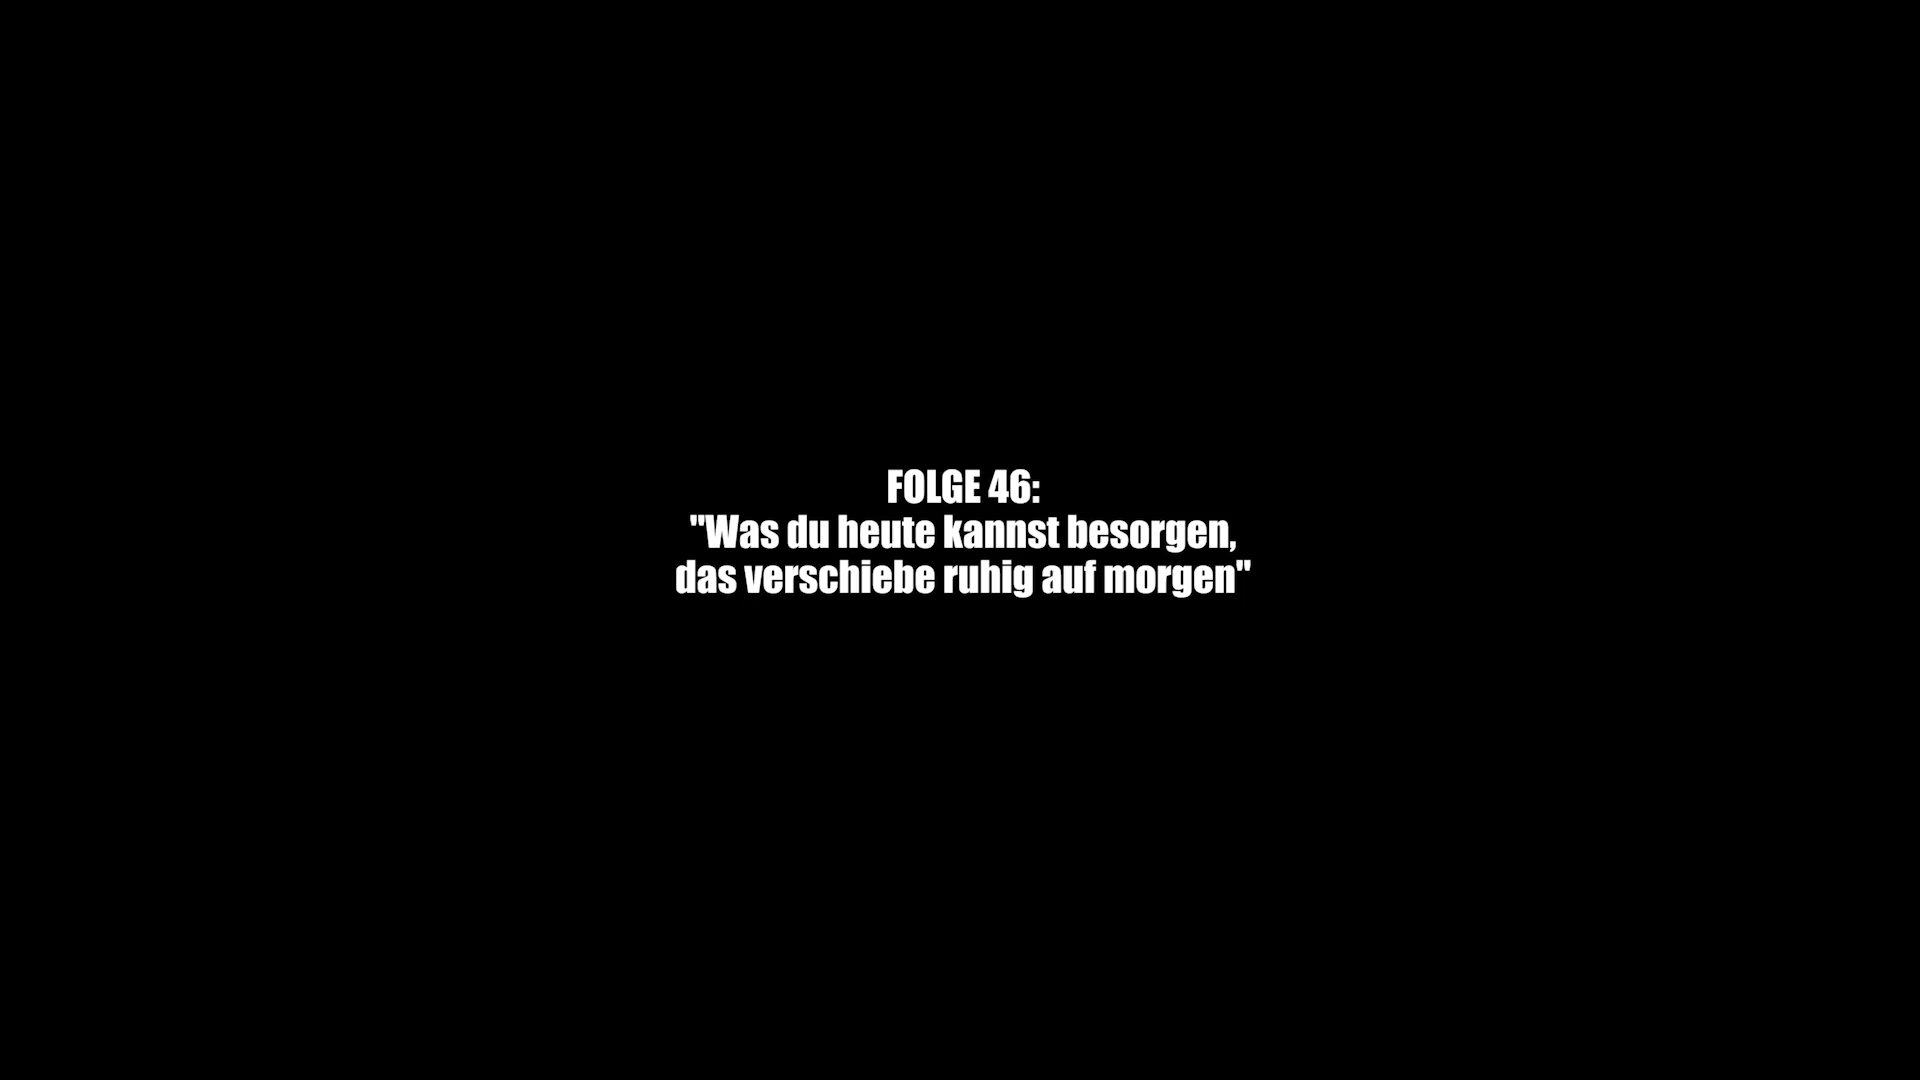 FOLGE 46:
"Was du heute kannst besorgen,
das verschiebe ruhig auf morgen"